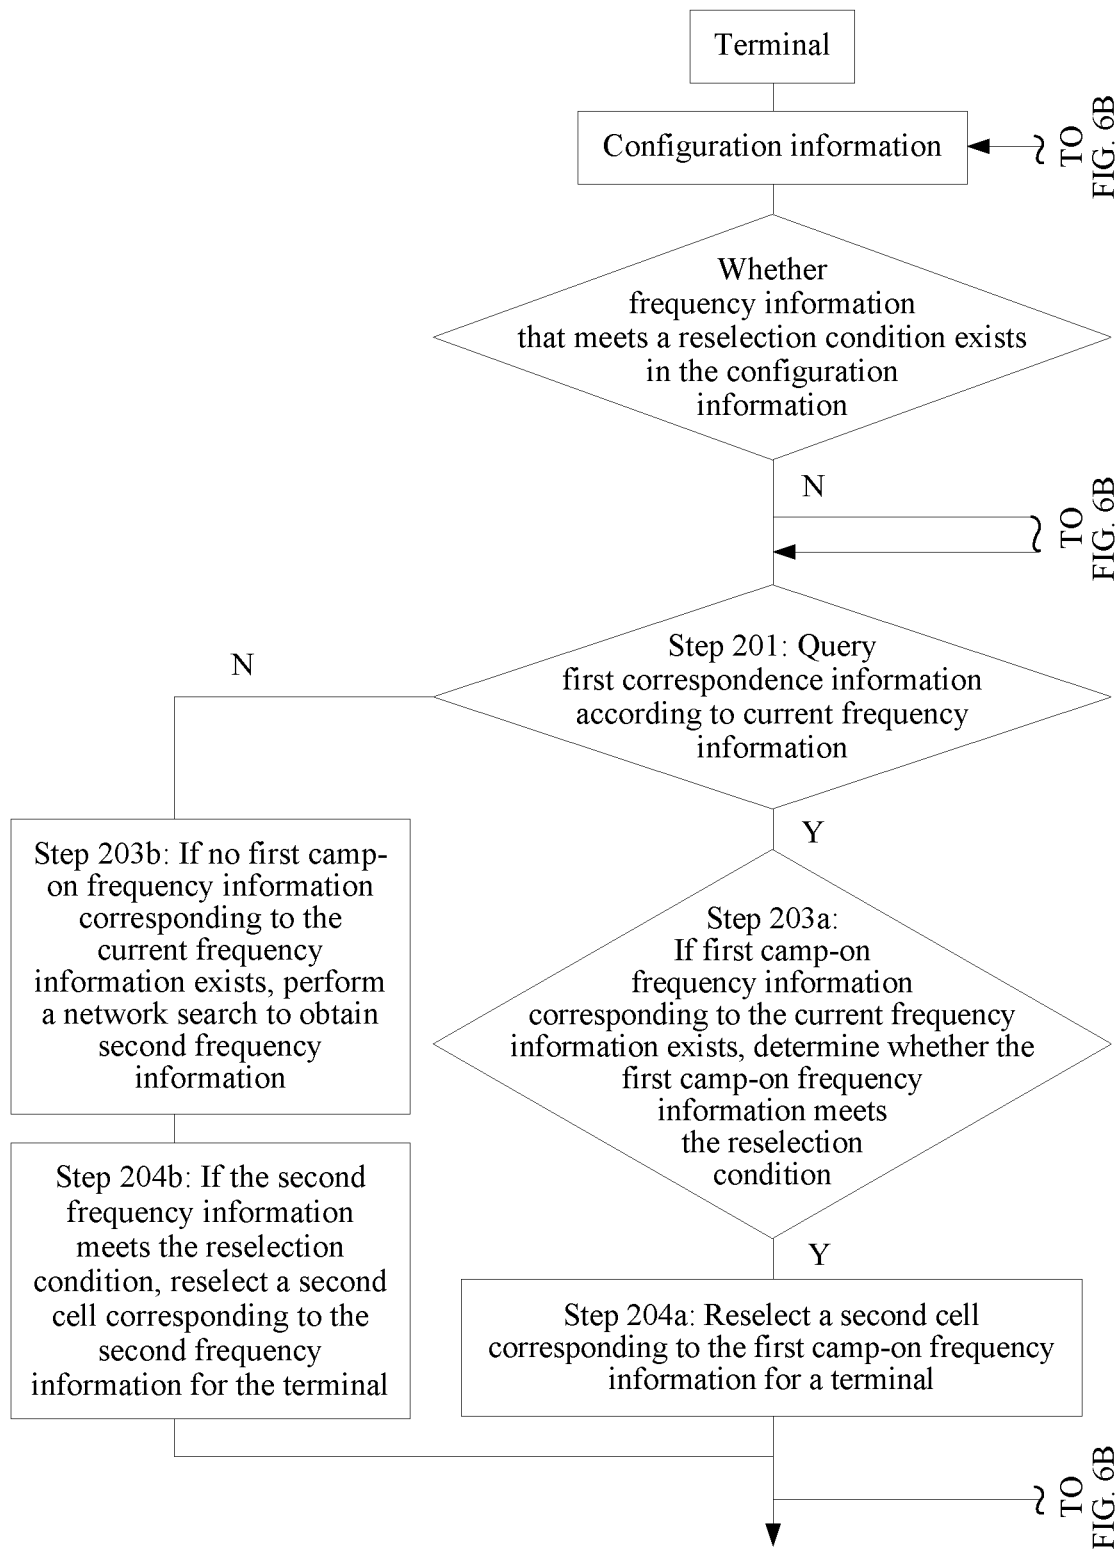 Terminal
Configuration information
TO
FIG. 6B
Whether
frequency information
that meets a reselection condition exists
in the configuration
information
N
TO
FIG. 6B
Step 201: Query
first correspondence information
according to current frequency
information
N
Y
Step 203b: If no first camp-
on frequency information
corresponding to the
current frequency
information exists, perform
a network search to obtain
second frequency
information
Step 203a:
If first camp-on
frequency information
corresponding to the current frequency
information exists, determine whether the
first camp-on frequency
information meets
the reselection
condition
Step 204b: If the second
frequency information
meets the reselection
condition, reselect a second
cell corresponding to the
second frequency
information for the terminal
Y
Step 204a: Reselect a second cell
corresponding to the first camp-on frequency
information for a terminal
TO
FIG. 6B